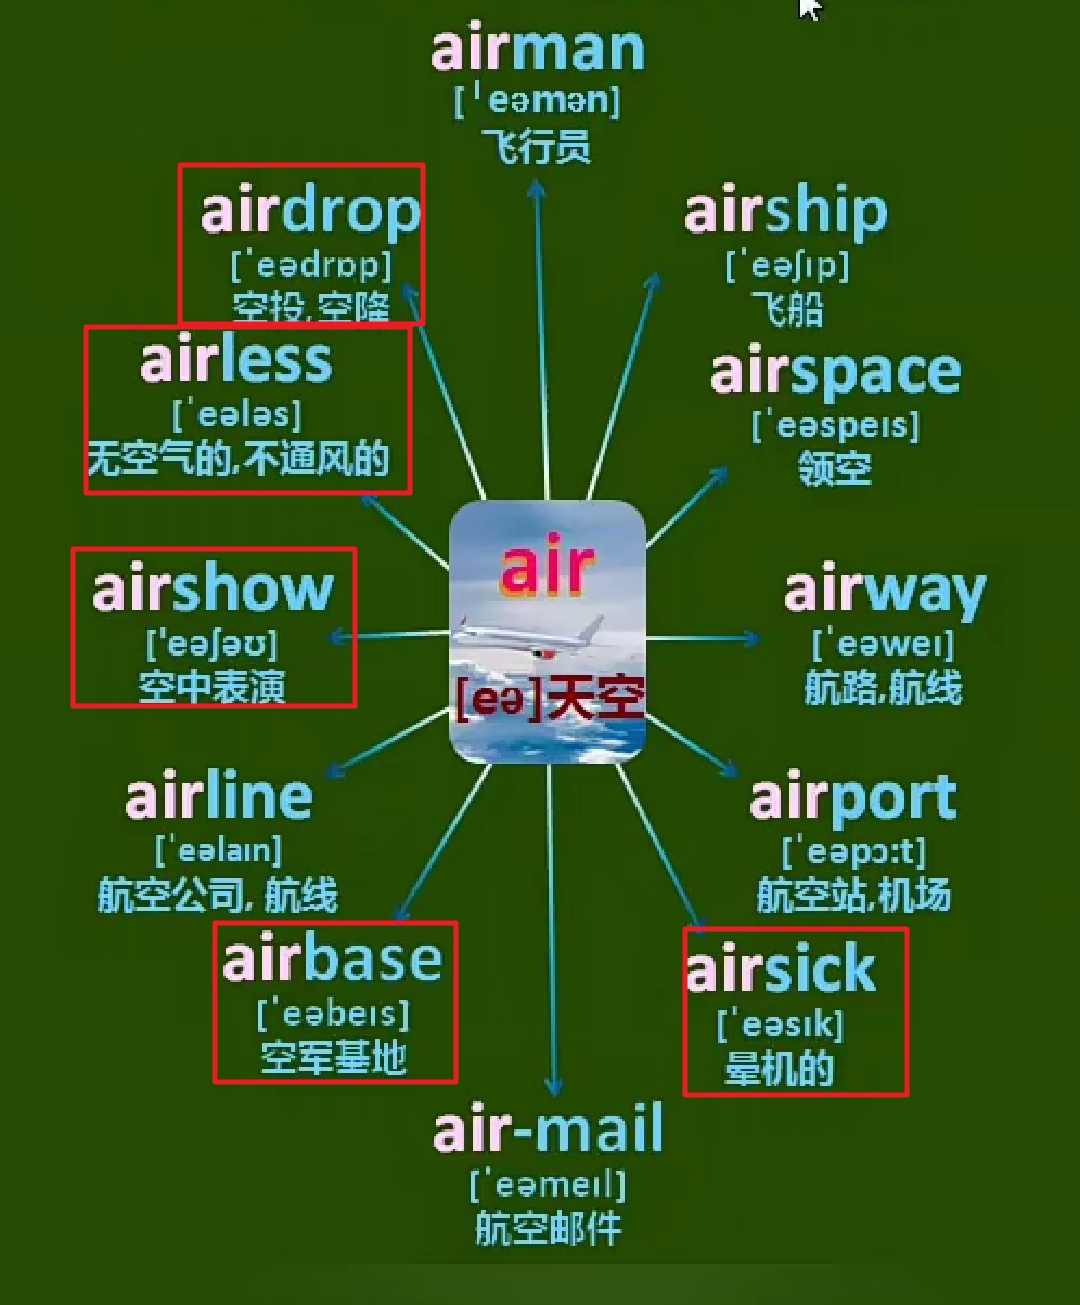 airman
[ˈeəmən]
飞行员
airdrop
[ˈeədrɒp]
空投,空降
airship
[ˈeəʃɪp]
飞船
airless
[ˈeələs]
无空气的,不通风的
airspace
[ˈeəspeɪs]
领空
air
[eə]天空
airshow
['eəʃəʊ]
空中表演
airway
[ˈeəweɪ]
航路,航线
airline
[ˈeəlaɪn]
航空公司, 航线
airport
[ˈeəpɔ:t]
航空站,机场
airbase
[ˈeəbeɪs]
空军基地
airsick
[ˈeəsɪk]
晕机的
air-mail
[ˈeəmeɪl]
航空邮件